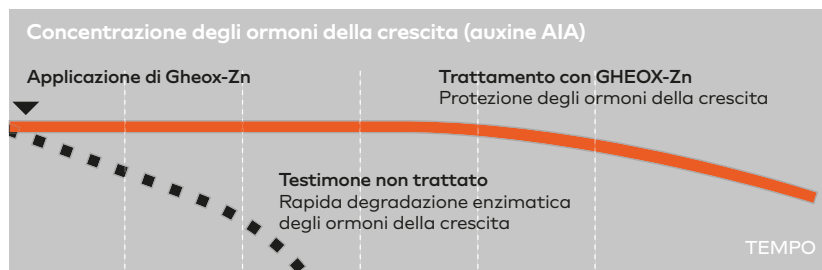 Concentrazione degli ormoni della crescita (auxine AIA)
Applicazione di Gheox-Zn
Trattamento con GHEOX-Zn
Protezione degli ormoni della crescita
Testimone non trattato
Rapida degradazione enzimatica
degli ormoni della crescita
TEMPO